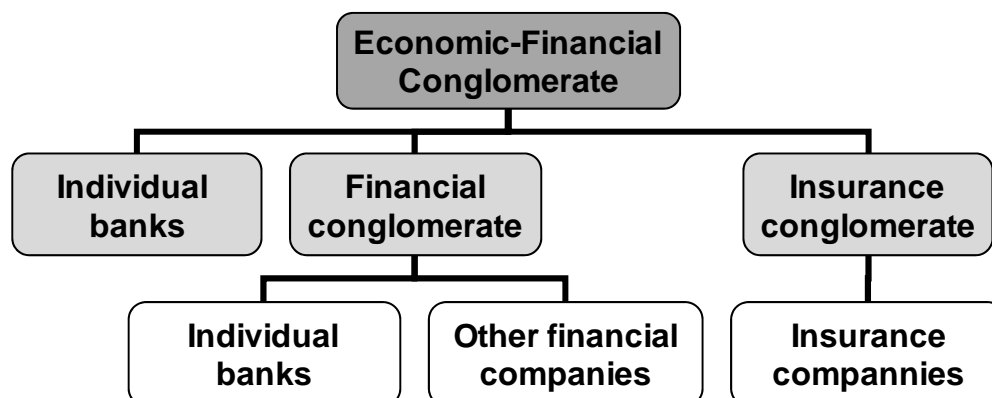 Economic-Financial
Conglomerate
Individual
banks
Financial
conglomerate
Insurance
conglomerate
Individual
banks
Other financial
companies
Insurance
compannies